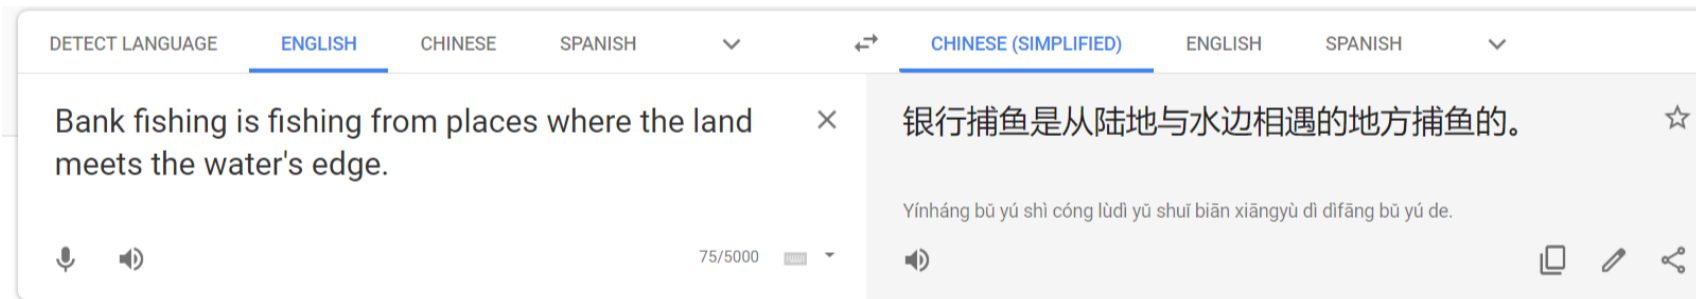 DETECT LANGUAGE ENGLISH CHINESE SPANISH CHINESE (SIMPLIFIED) ENGLISH SPANISH
Bank fishing is fishing from places where the land
meets the water's edge.
75/5000
银行捕鱼是从陆地与水边相遇的地方捕鱼的。
Yínháng bǔ yú shì cóng lùdì yǔ shuǐ biān xiāngyù dì dìfāng bǔ yú de.